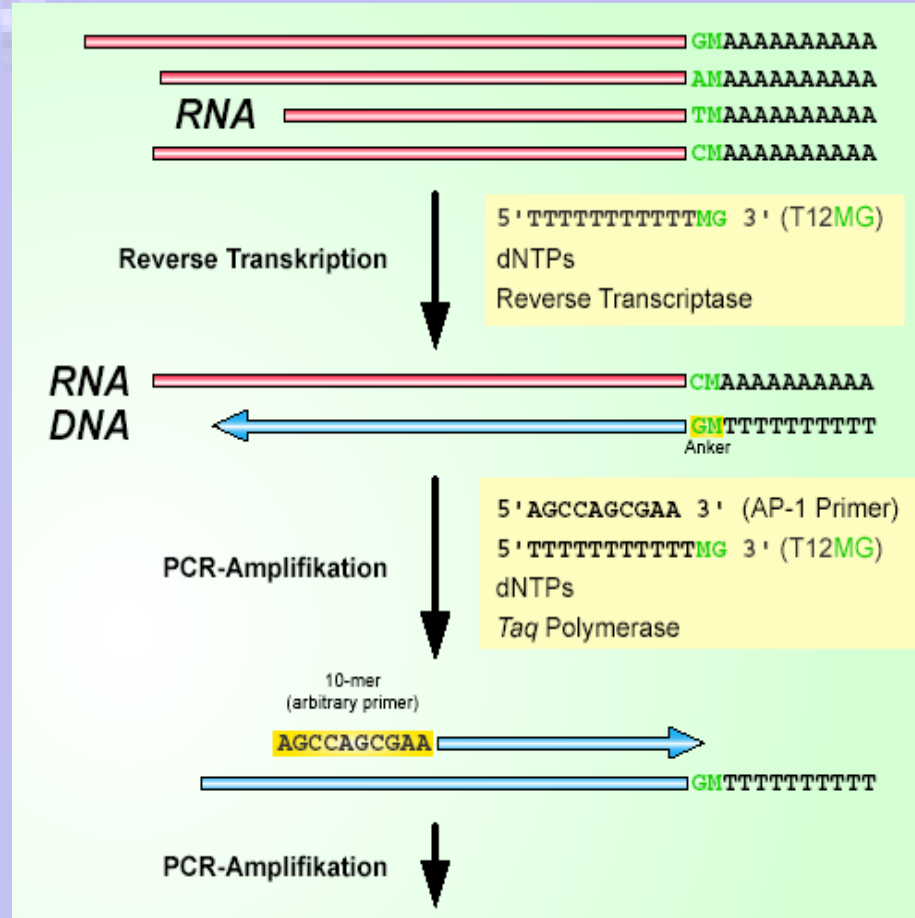 GMAAAAAAAAAA
AMAAAAAAAAAA
RNA TMAAAAAAAAAA
CMAAAAAAAAAA
5'TTTTTTTTTTTMG 3' (T12MG)
Reverse Transkription dNTPs
Reverse Transcriptase
RNA CMAAAAAAAAAA
DNA GMTTTTTTTTTT
Anker
5'AGCCAGCGAA 3' (AP-1 Primer)
5'TTTTTTTTTTTMG 3' (T12MG)
PCR-Amplifikation dNTPs
Taq Polymerase
10-mer
(arbitrary primer)
AGCCAGCGAA
GMTTTTTTTTTT
PCR-Amplifikation